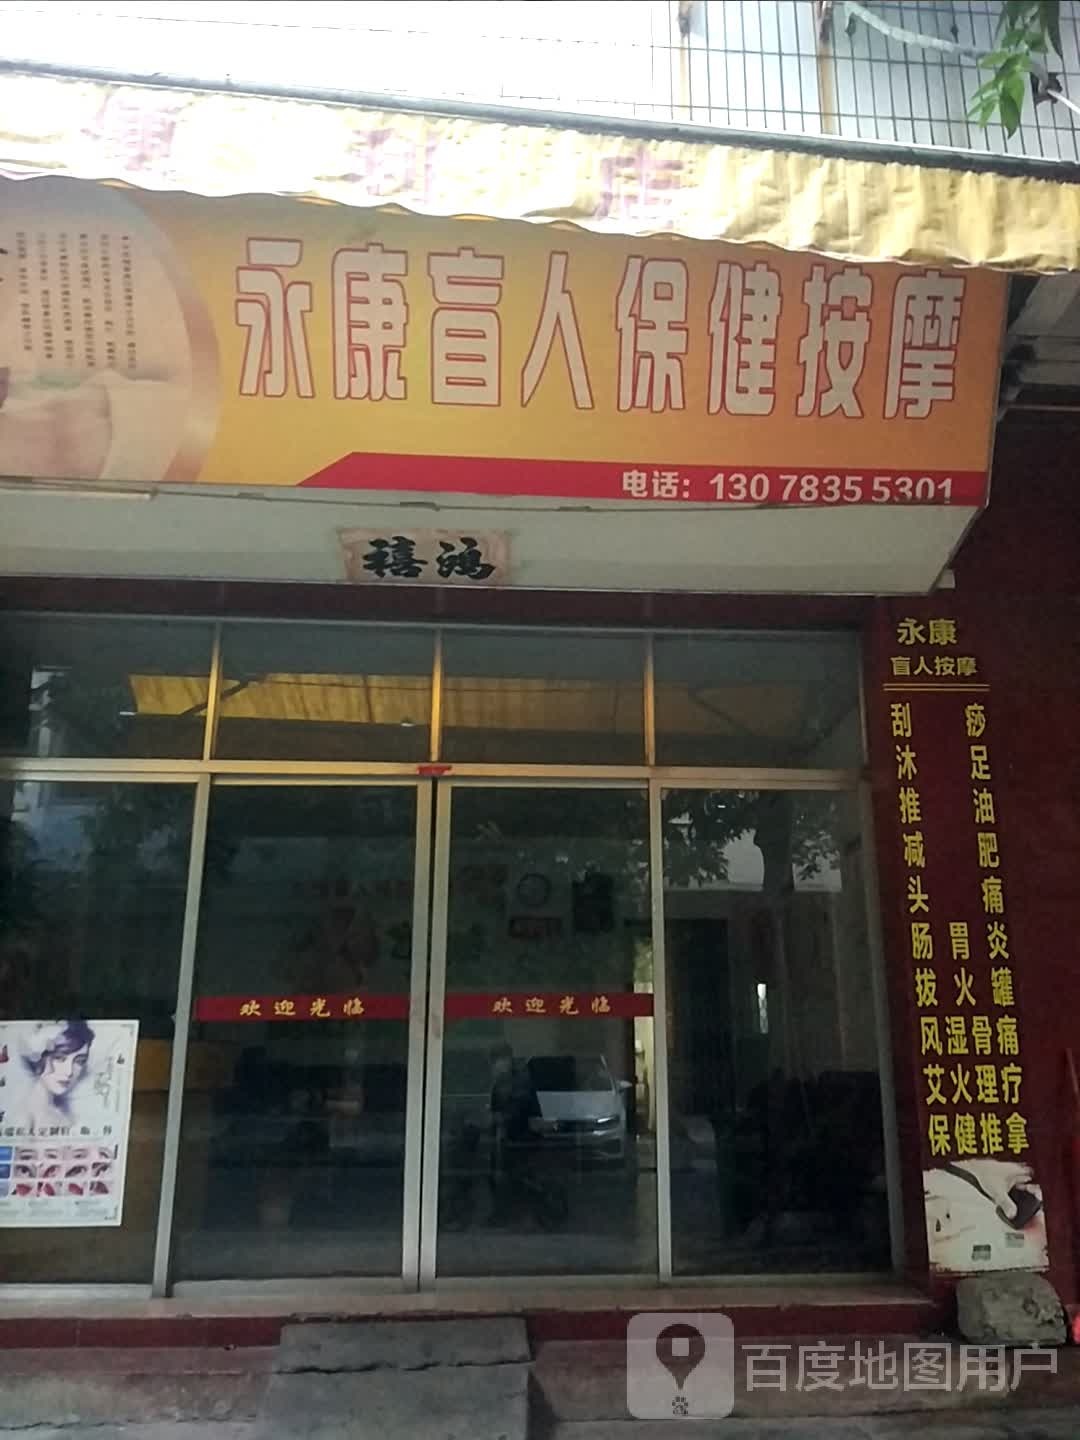 永康盲人保健按摩
电话：130 7835 5301
禧鸿
永康
盲人按摩
刮痧
沐足
推油
减肥
头痛
肠胃炎
拔火罐
风湿骨痛
艾火理疗
保健推拿
欢迎光临
欢迎光临
百度地图用户